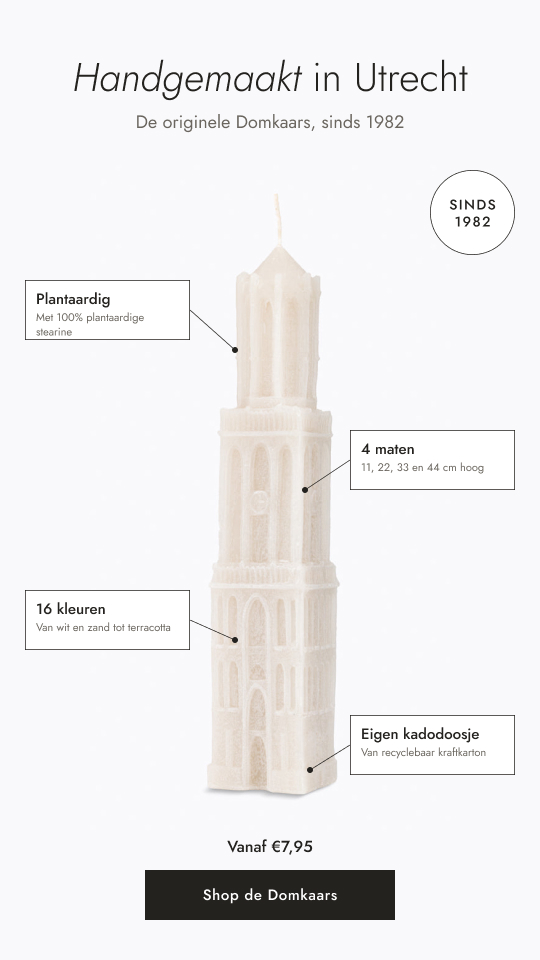 Handgemaakt in Utrecht
De originele Domkaars, sinds 1982
SINDS
1982
Plantaardig
Met 100% plantaardige
stearine
4 maten
11, 22, 33 en 44 cm hoog
16 kleuren
Van wit en zand tot terracotta
Eigen kadodoosje
Van recyclebaar kraftkarton
Vanaf €7,95
Shop de Domkaars